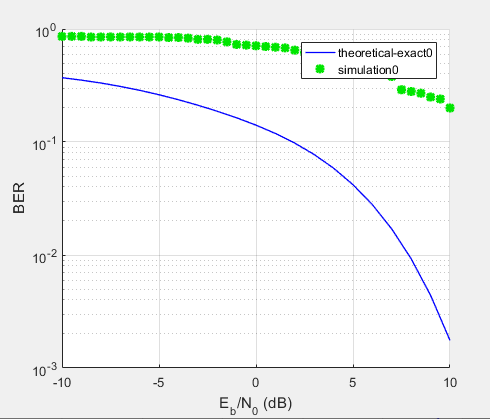 10^0
10^-1
10^-2
10^-3
BER
theoretical-exact0
simulation0
-10 -5 0 5 10
E_b/N_0 (dB)